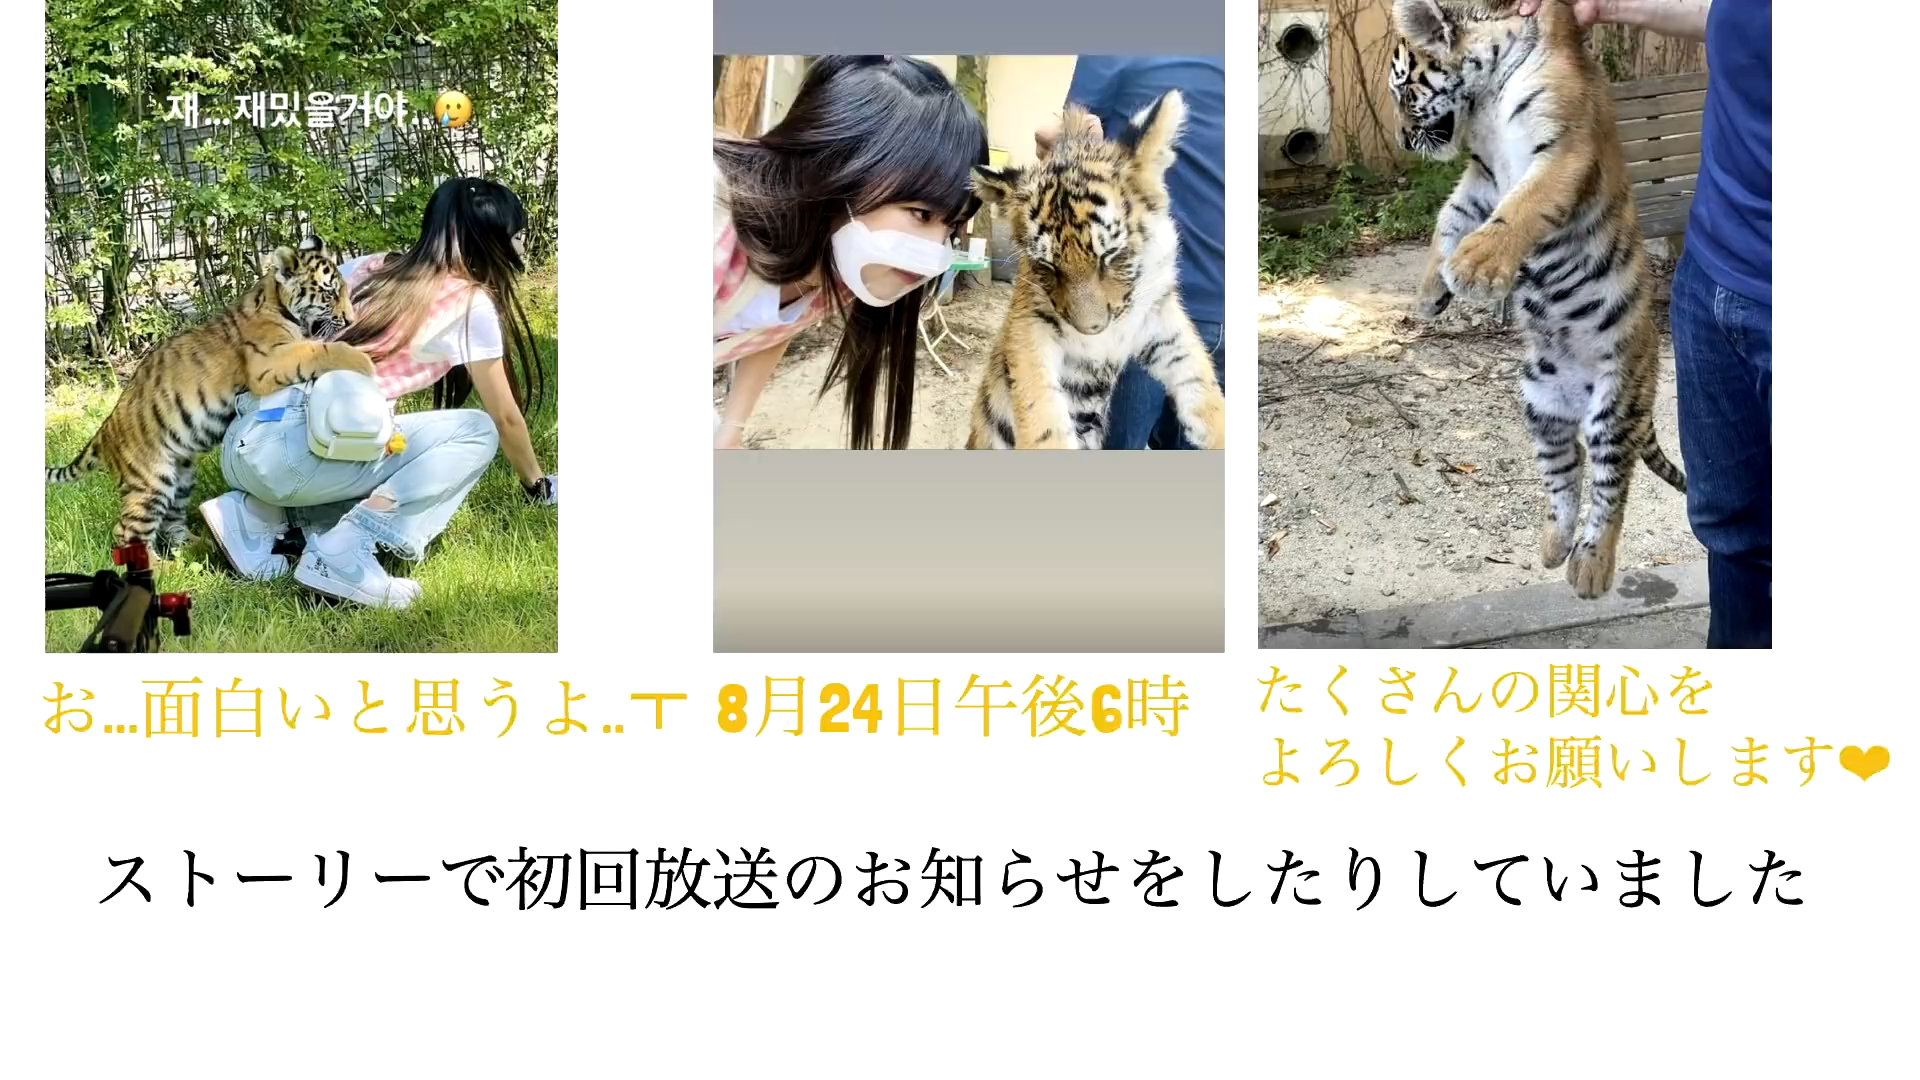 재...재밌을거야..🥲
お...面白いと思うよ..ㅜ
8月24日午後6時
たくさんの関心を
よろしくお願いします❤
ストーリーで初回放送のお知らせをしたりしていました